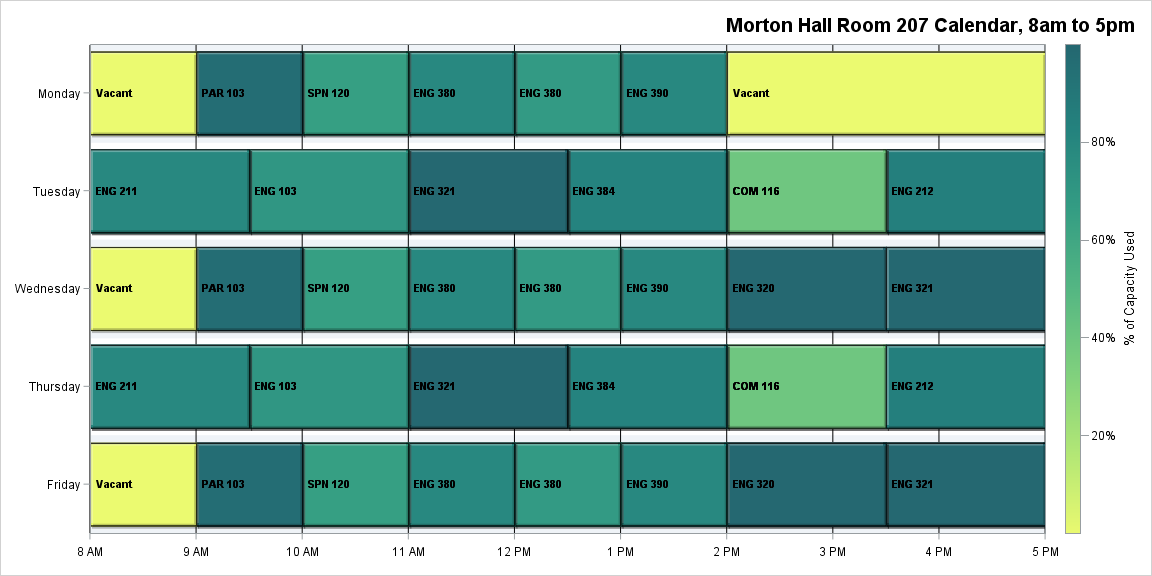 Morton Hall Room 207 Calendar, 8am to 5pm
Monday
Vacant
PAR 103
SPN 120
ENG 380
ENG 380
ENG 390
Vacant
Tuesday
ENG 211
ENG 103
ENG 321
ENG 384
COM 116
ENG 212
Wednesday
Vacant
PAR 103
SPN 120
ENG 380
ENG 380
ENG 390
ENG 320
ENG 321
Thursday
ENG 211
ENG 103
ENG 321
ENG 384
COM 116
ENG 212
Friday
Vacant
PAR 103
SPN 120
ENG 380
ENG 380
ENG 390
ENG 320
ENG 321
8 AM
9 AM
10 AM
11 AM
12 PM
1 PM
2 PM
3 PM
4 PM
5 PM
80%
60%
40%
20%
% of Capacity Used